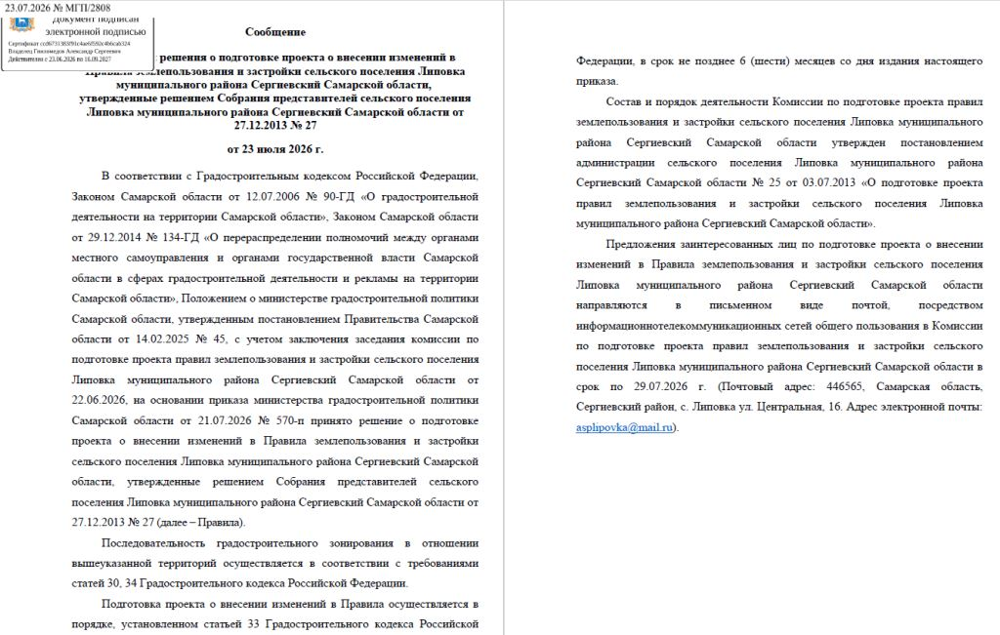 23.07.2026 № МГП/2808
Документ подписан
электронной подписью
Владелец Гиниомедов Александр Сергеевич
Действителен с 23.06.2026 по 16.09.2027
Сообщение
решения о подготовке проекта о внесении изменений в
Правила землепользования и застройки сельского поселения Липовка
муниципального района Сергиевский Самарской области,
утвержденные решением Собрания представителей сельского поселения
Липовка муниципального района Сергиевский Самарской области от
27.12.2013 № 27
от 23 июля 2026 г.
В соответствии с Градостроительным кодексом Российской Федерации,
Законом Самарской области от 12.07.2006 № 90-ГД «О градостроительной
деятельности на территории Самарской области», Законом Самарской области
от 29.12.2014 № 134-ГД «О перераспределении полномочий между органами
местного самоуправления и органами государственной власти Самарской
области в сферах градостроительной деятельности и рекламы на территории
Самарской области», Положением о министерстве градостроительной политики
Самарской области, утвержденным постановлением Правительства Самарской
области от 14.02.2025 № 45, с учетом заключения заседания комиссии по
подготовке проекта правил землепользования и застройки сельского поселения
Липовка муниципального района Сергиевский Самарской области от
22.06.2026, на основании приказа министерства градостроительной политики
Самарской области от 21.07.2026 № 570-п принято решение о подготовке
проекта о внесении изменений в Правила землепользования и застройки
сельского поселения Липовка муниципального района Сергиевский Самарской
области, утвержденные решением Собрания представителей сельского
поселения Липовка муниципального района Сергиевский Самарской области от
27.12.2013 № 27 (далее – Правила).
Последовательность градостроительного зонирования в отношении
вышеуказанной территорий осуществляется в соответствии с требованиями
статей 30, 34 Градостроительного кодекса Российской Федерации.
Подготовка проекта о внесении изменений в Правила осуществляется в
порядке, установленном статьей 33 Градостроительного кодекса Российской
Федерации, в срок не позднее 6 (шести) месяцев со дня издания настоящего
приказа.
Состав и порядок деятельности Комиссии по подготовке проекта правил
землепользования и застройки сельского поселения Липовка муниципального
района Сергиевский Самарской области утвержден постановлением
администрации сельского поселения Липовка муниципального района
Сергиевский Самарской области № 25 от 03.07.2013 «О подготовке проекта
правил землепользования и застройки сельского поселения Липовка
муниципального района Сергиевский Самарской области».
Предложения заинтересованных лиц по подготовке проекта о внесении
изменений в Правила землепользования и застройки сельского поселения
Липовка муниципального района Сергиевский Самарской области
направляются в письменном виде почтой, посредством
информационнотелекоммуникационных сетей общего пользования в Комиссии
по подготовке проекта правил землепользования и застройки сельского
поселения Липовка муниципального района Сергиевский Самарской области в
срок по 29.07.2026 г. (Почтовый адрес: 446565, Самарская область,
Сергиевский район, с. Липовка ул. Центральная, 16. Адрес электронной почты:
asplipovka@mail.ru).